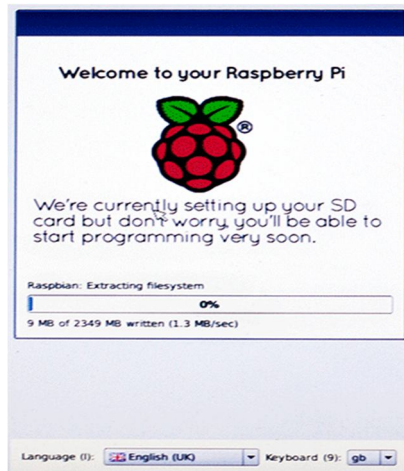 Welcome to your Raspberry Pi
®
We're currently setting up your SD
card but don't worry, you'll be able to
start programming very soon.
Raspbian: Extracting filesystem
0%
9 MB of 2349 MB written (1.3 MB/sec)
Language (l): English (UK) Keyboard (9): gb